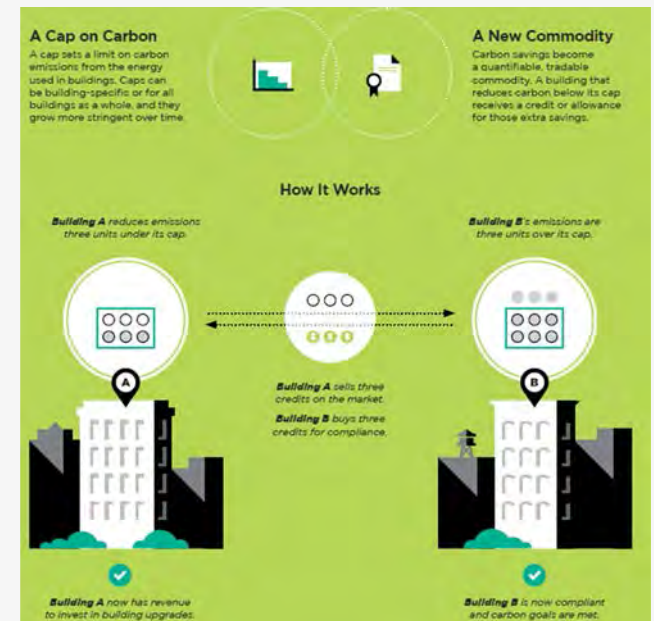 A Cap on Carbon
A cap sets a limit on carbon
emissions from the energy
used in buildings. Caps can
be building-specific or for all
buildings as a whole, and they
grow more stringent over time.
A New Commodity
Carbon savings become
a quantifiable, tradable
commodity. A building that
reduces carbon below its cap
receives a credit or allowance
for those extra savings.
How It Works
Building A reduces emissions
three units under its cap.
Building B's emissions are
three units over its cap.
$ $ $
A
B
Building A sells three
credits on the market.
Building B buys three
credits for compliance.
Building A now has revenue
to invest in building upgrades.
Building B is now compliant
and carbon goals are met.